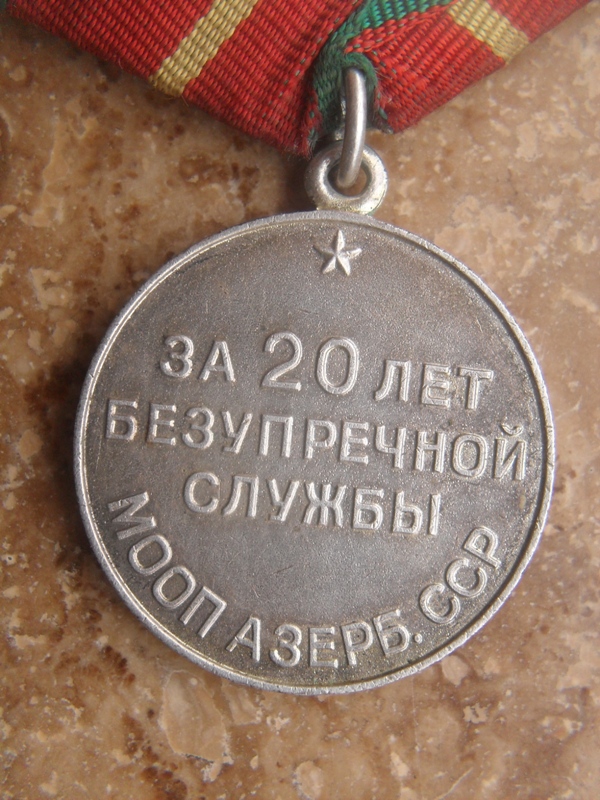 ЗА 20 ЛЕТ
БЕЗУПРЕЧНОЙ
СЛУЖБЫ
МООП АЗЕРБ. ССР